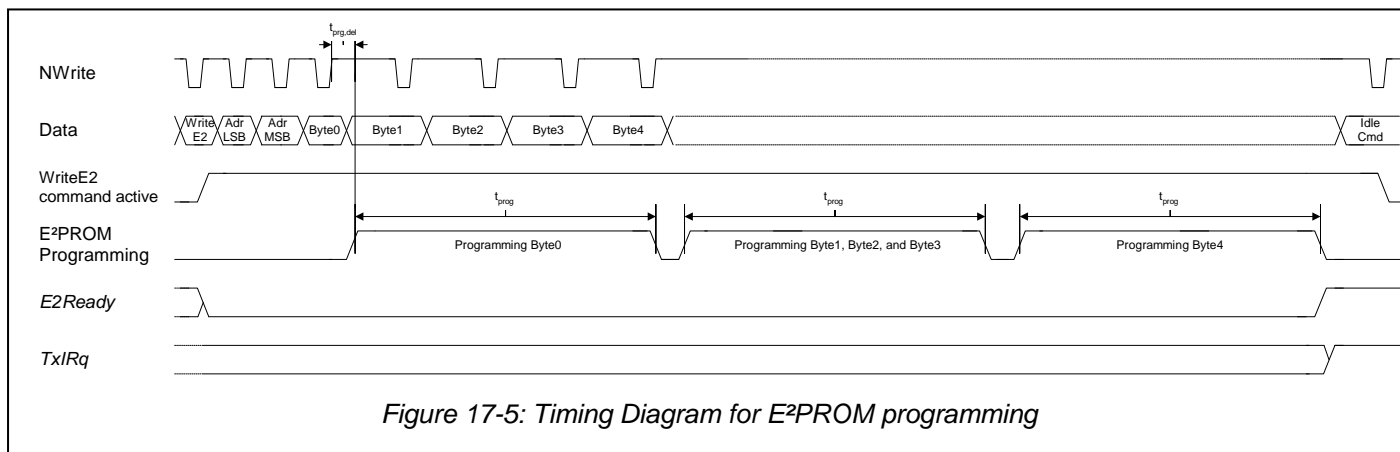 tprg,del
NWrite
Data
Write E2
Adr LSB
Adr MSB
Byte0
Byte1
Byte2
Byte3
Byte4
Idle Cmd
WriteE2
command active
tprog
tprog
tprog
E²PROM
Programming
Programming Byte0
Programming Byte1, Byte2, and Byte3
Programming Byte4
E2Ready
TxIRq
Figure 17-5: Timing Diagram for E²PROM programming